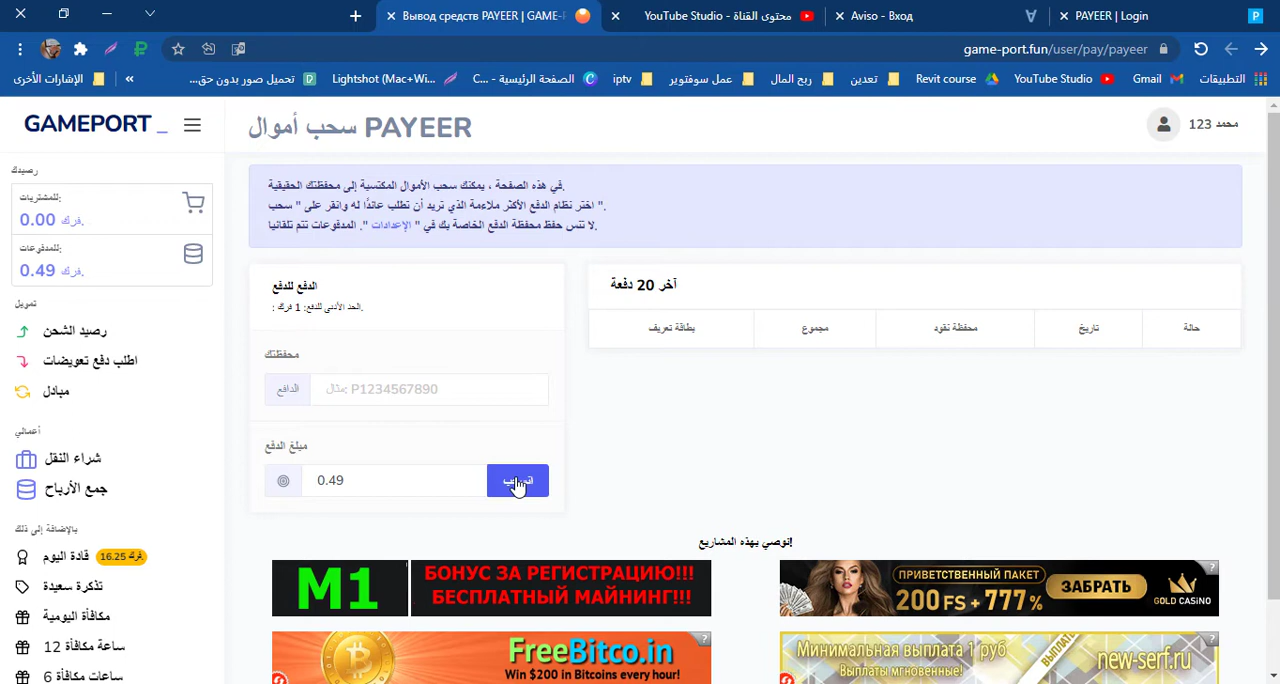 Вывод средств PAYEER | GAME-P
YouTube Studio - محتوى القناة
Aviso - Вход
PAYEER | Login
game-port.fun/user/pay/payeer
الإشارات الأخرى
«
تحميل صور بدون حق...
Lightshot (Mac+Wi...
الصفحة الرئيسية - C...
iptv
عمل سوفتوير
ربح المال
تعدين
Revit course
YouTube Studio
Gmail
التطبيقات
GAMEPORT _
سحب أموال PAYEER
محمد 123
رصيدك
للمشتريات:
0.00 فرك.
للمدفوعات:
0.49 فرك.
تمويل
رصيد الشحن
اطلب دفع تعويضات
مبادل
أعمالي
شراء النقل
جمع الأرباح
بالإضافة إلى ذلك
قادة اليوم 16.25 فرك.
تذكرة سعيدة
مكافأة اليومية
12 ساعة مكافأة
6 ساعات مكافأة
في هذه الصفحة ، يمكنك سحب الأموال المكتسبة إلى محفظتك الحقيقية.
اختر نظام الدفع الأكثر ملاءمة الذي تريد أن تطلب عائدًا له وانقر على " سحب ".
لا تنس حفظ محفظة الدفع الخاصة بك في " الإعدادات ". المدفوعات تتم تلقائيا.
الدفع للدفع
الحد الأدنى للدفع: 1 فرك :.
محفظتك
الدافع
مثال: P1234567890
مبلغ الدفع
0.49
آخر 20 دفعة
بطاقة تعريف
مجموع
محفظة نقود
تاريخ
حالة
نوصي بهذه المشاريع!
M1
БОНУС ЗА РЕГИСТРАЦИЮ!!!
БЕСПЛАТНЫЙ МАЙНИНГ!!!
ПРИВЕТСТВЕННЫЙ ПАКЕТ
200 FS + 777%
ЗАБРАТЬ
GOLD CASINO
FreeBitco.in
Win $200 in Bitcoins every hour!
Минимальная выплата 1 руб
Выплаты мгновенные!
ВЫПЛАТЫ
new-serf.ru